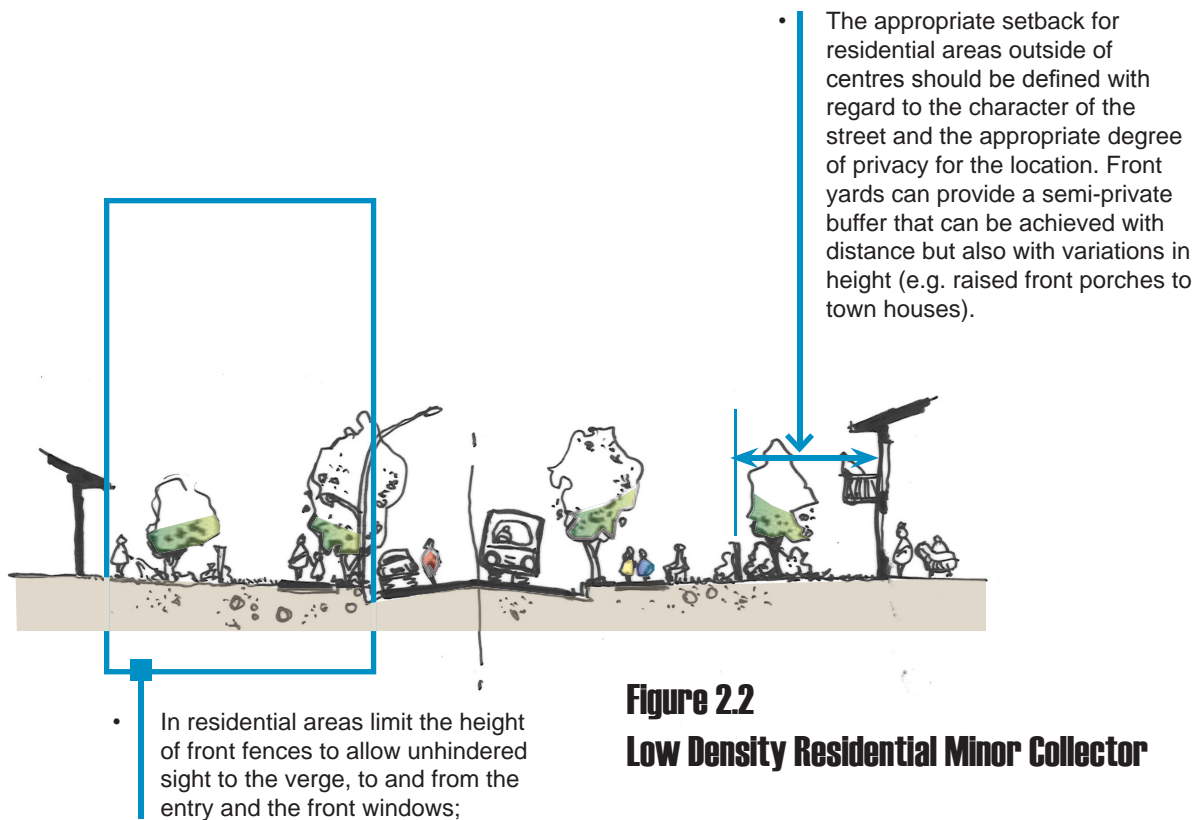 • The appropriate setback for
residential areas outside of
centres should be defined with
regard to the character of the
street and the appropriate degree
of privacy for the location. Front
yards can provide a semi-private
buffer that can be achieved with
distance but also with variations in
height (e.g. raised front porches to
town houses).
• In residential areas limit the height
of front fences to allow unhindered
sight to the verge, to and from the
entry and the front windows;
Figure 2.2
Low Density Residential Minor Collector